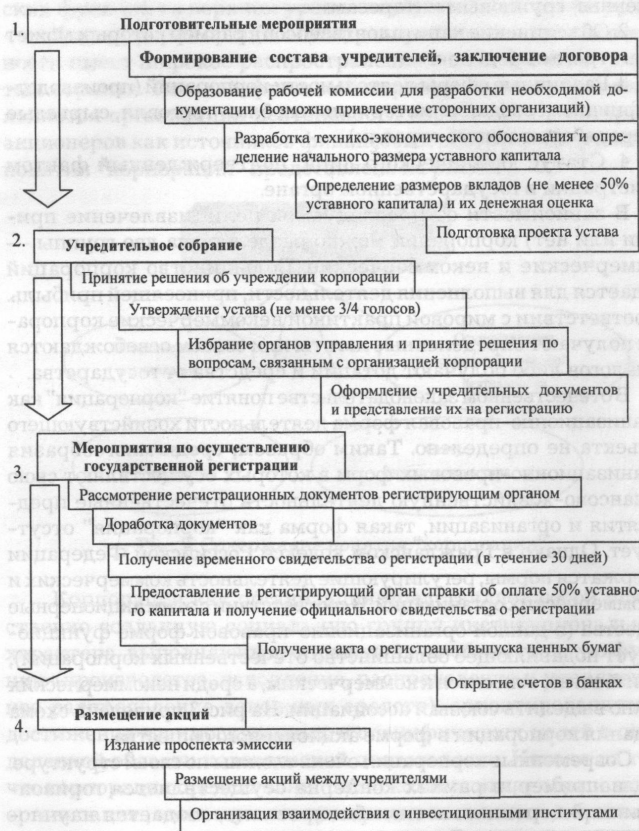 1. Подготовительные мероприятия
Формирование состава учредителей, заключение договора
Образование рабочей комиссии для разработки необходимой до-
кументации (возможно привлечение сторонних организаций)
Разработка технико-экономического обоснования и опре-
деление начального размера уставного капитала
Определение размеров вкладов (не менее 50%
уставного капитала) и их денежная оценка
Подготовка проекта устава
2. Учредительное собрание
Принятие решения об учреждении корпорации
Утверждение устава (не менее 3/4 голосов)
Избрание органов управления и принятие решения по
вопросам, связанным с организацией корпорации
Оформление учредительных документов
и представление их на регистрацию
3. Мероприятия по осуществлению
государственной регистрации
Рассмотрение регистрационных документов регистрирующим органом
Доработка документов
Получение временного свидетельства о регистрации (в течение 30 дней)
Предоставление в регистрирующий орган справки об оплате 50% уставно-
го капитала и получение официального свидетельства о регистрации
Получение акта о регистрации выпуска ценных бумаг
Открытие счетов в банках
4. Размещение акций
Издание проспекта эмиссии
Размещение акций между учредителями
Организация взаимодействия с инвестиционными институтами